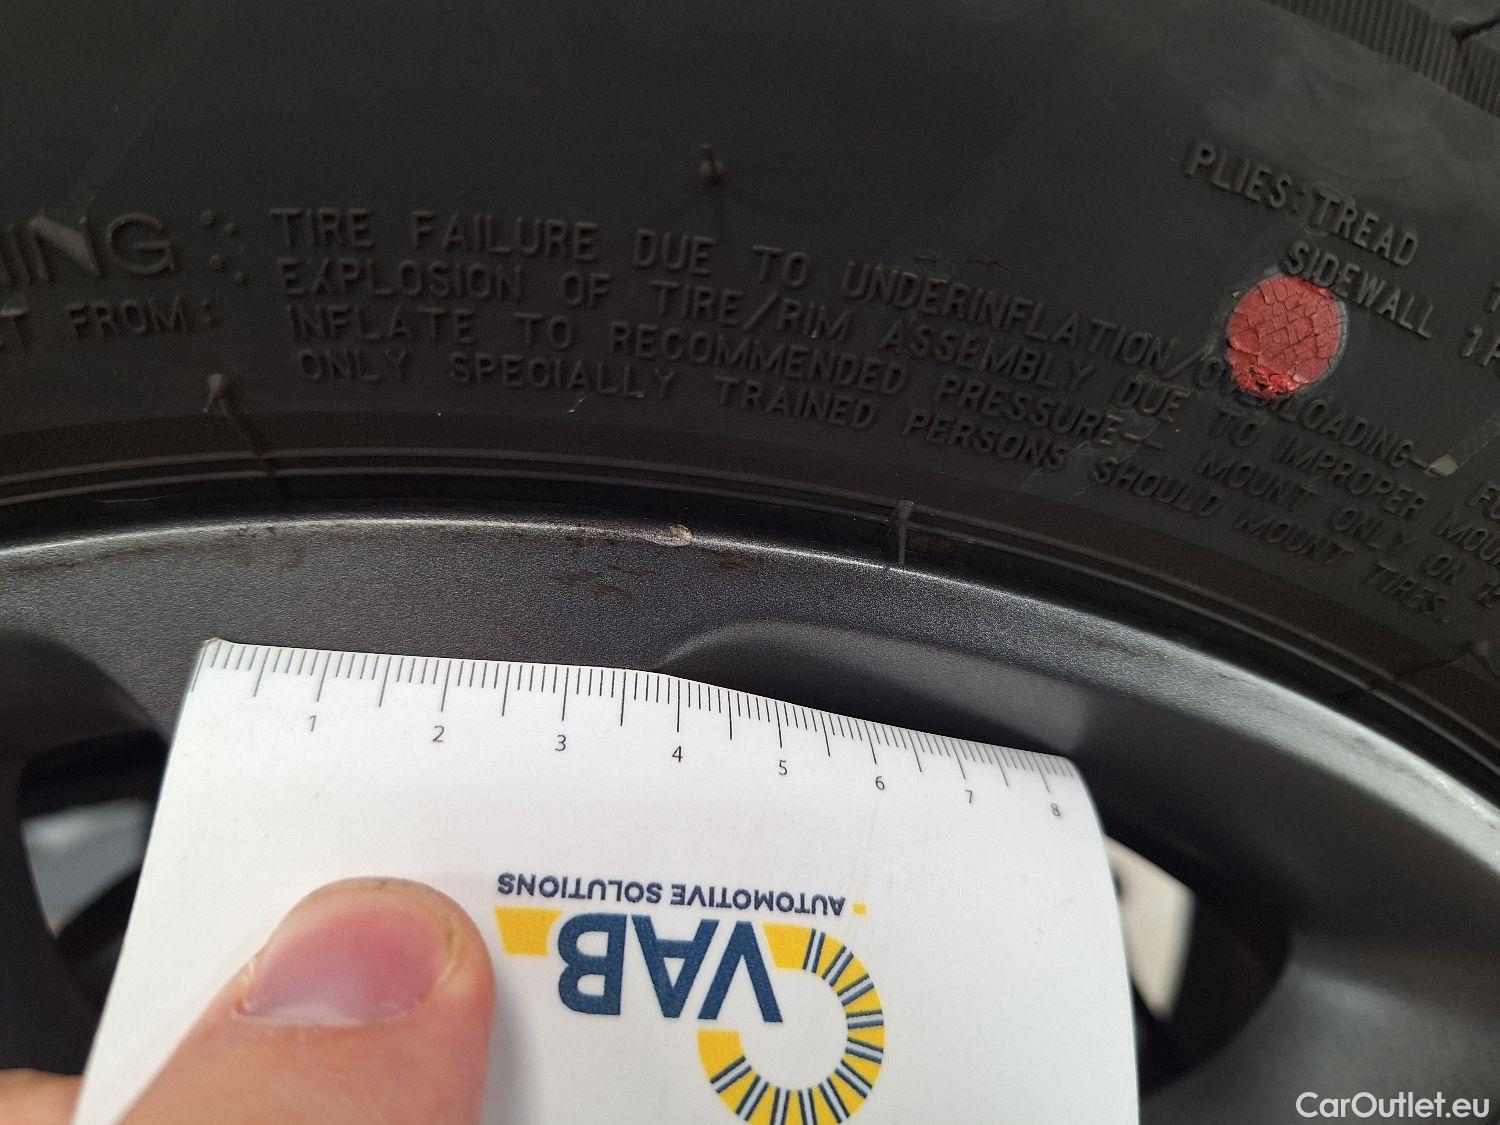 PLIES: TREAD
SIDEWALL
TIRE FAILURE DUE TO UNDERINFLATION/OVERLOADING—
EXPLOSION OF TIRE/RIM ASSEMBLY DUE TO IMPROPER
FROM: INFLATE TO RECOMMENDED PRESSURE— MOUNT ONLY ON
ONLY SPECIALLY TRAINED PERSONS SHOULD MOUNT TIRES.
1 2 3 4 5 6 7 8
AUTOMOTIVE SOLUTIONS
VAB
CarOutlet.eu